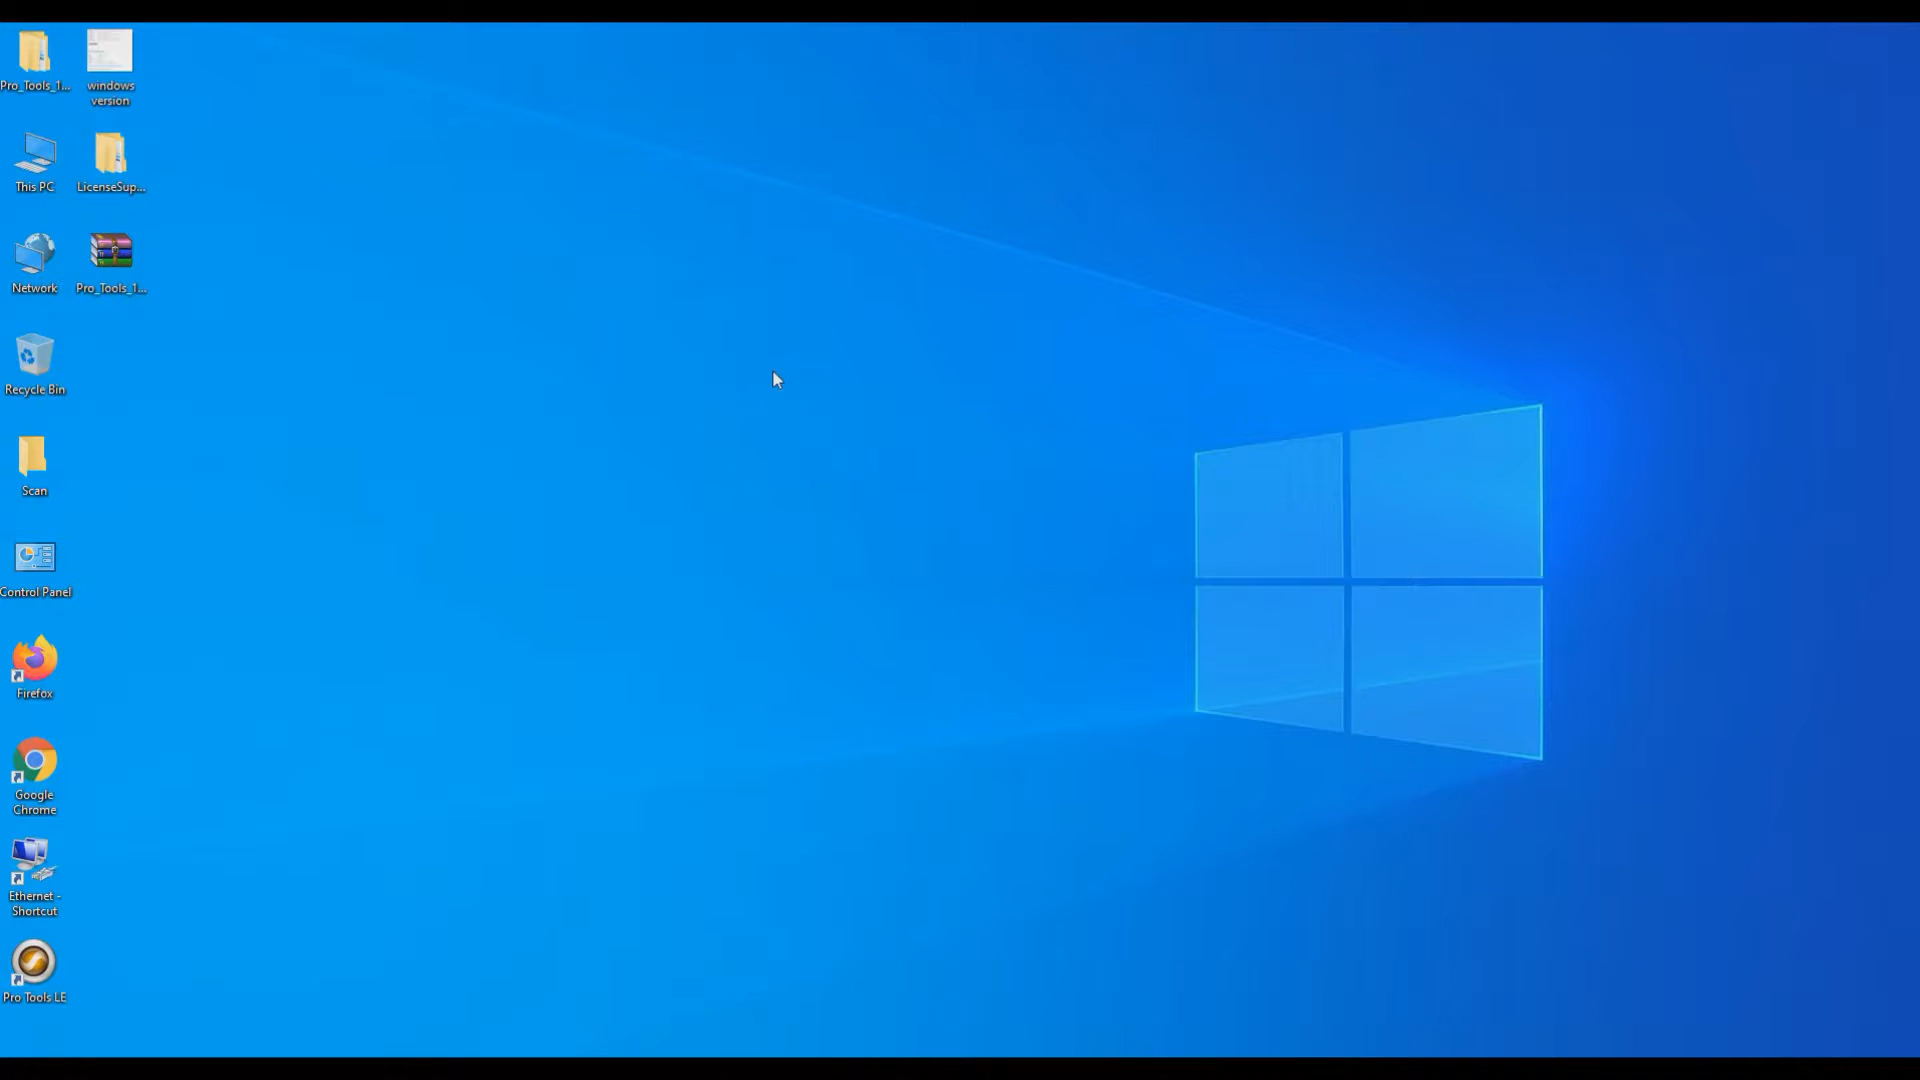 Pro_Tools_1...
windows
version
This PC
LicenseSup...
Network
Pro_Tools_1...
Recycle Bin
Scan
Control Panel
Firefox
Google
Chrome
Ethernet -
Shortcut
Pro Tools LE